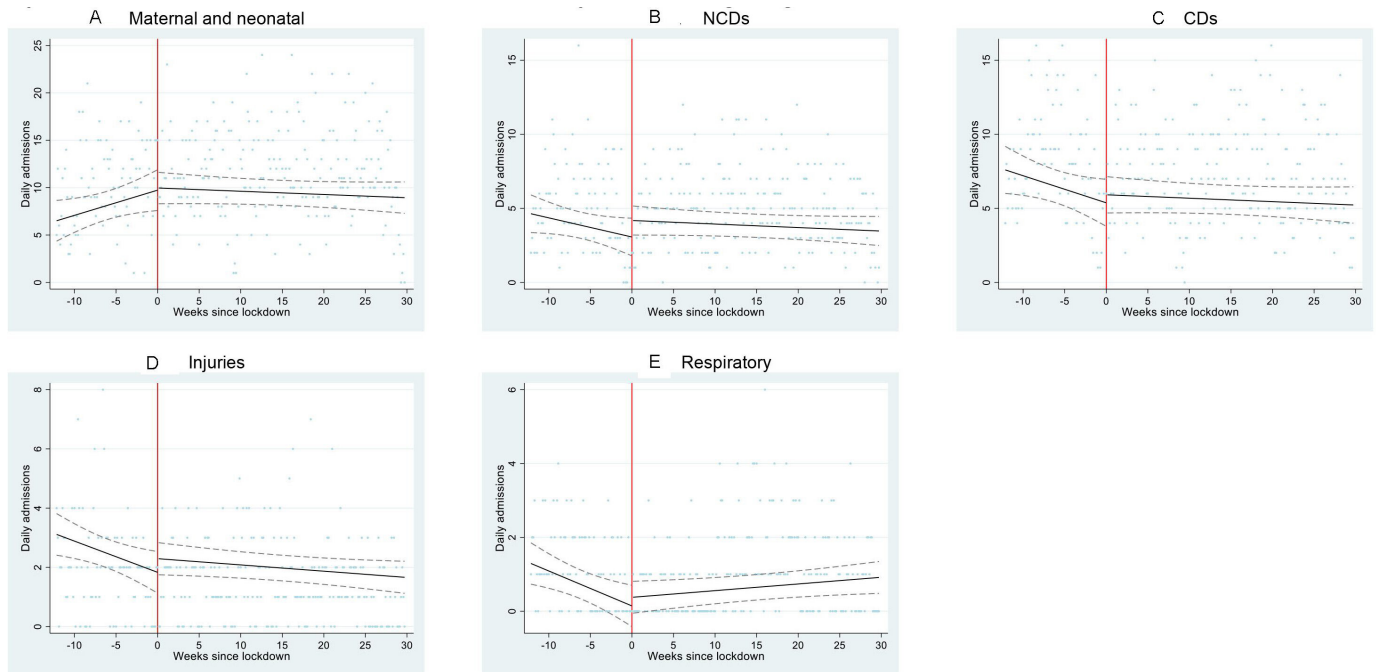 A Maternal and neonatal
25
20
15
10
5
0
Daily admissions
-10 -5 0 5 10 15 20 25 30
Weeks since lockdown
B . NCDs
15
10
5
0
Daily admissions
-10 -5 0 5 10 15 20 25 30
Weeks since lockdown
C CDs
15
10
5
0
Daily admissions
-10 -5 0 5 10 15 20 25 30
Weeks since lockdown
D Injuries
8
6
4
2
0
Daily admissions
-10 -5 0 5 10 15 20 25 30
Weeks since lockdown
E Respiratory
6
4
2
0
Daily admissions
-10 -5 0 5 10 15 20 25 30
Weeks since lockdown